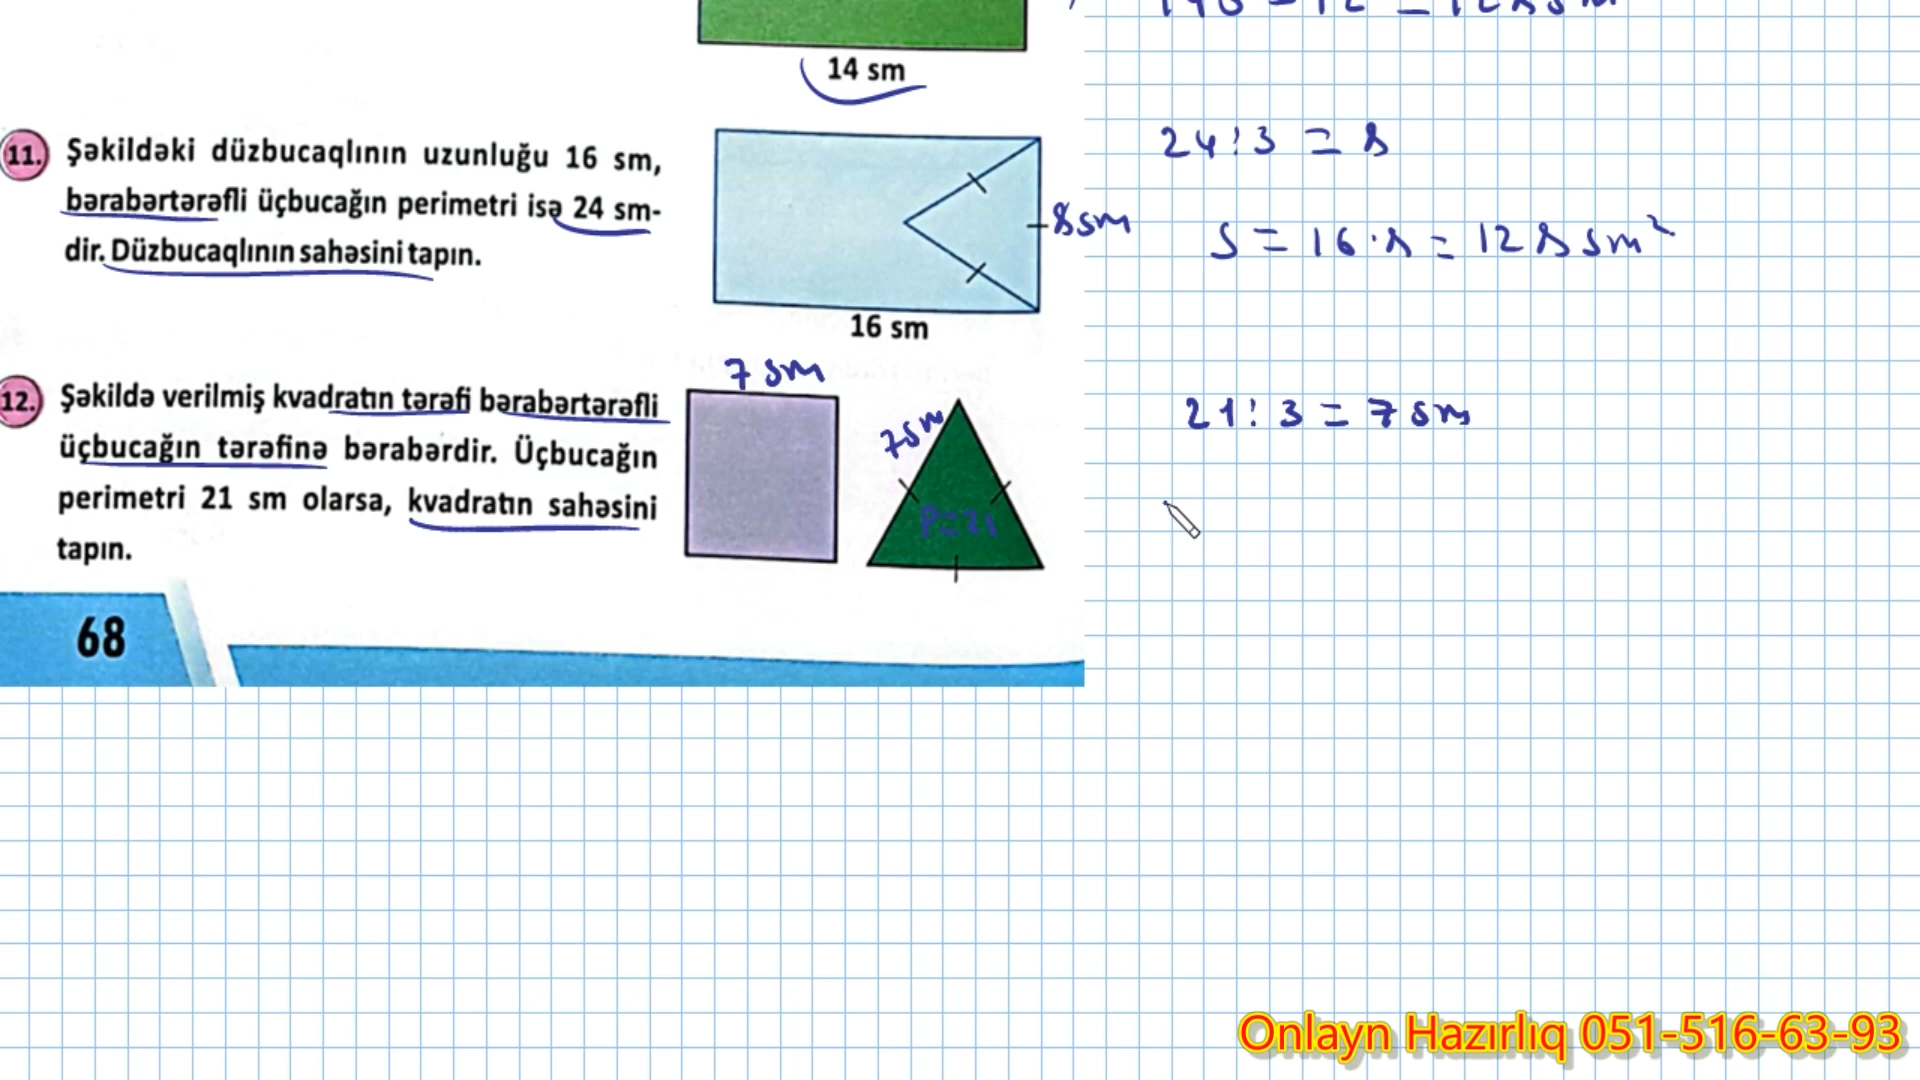 14 sm
11. Şəkildəki düzbucaqlının uzunluğu 16 sm,
bərabərtərəfli üçbucağın perimetri isə 24 sm-
dir. Düzbucaqlının sahəsini tapın.
8sm
16 sm
24:3 = 8
S = 16·8 = 128 sm²
12. Şəkildə verilmiş kvadratın tərəfi bərabərtərəfli
üçbucağın tərəfinə bərabərdir. Üçbucağın
perimetri 21 sm olarsa, kvadratın sahəsini
tapın.
7 sm
7sm
P=21
21:3 = 7 sm
68
Onlayn Hazırlıq 051-516-63-93